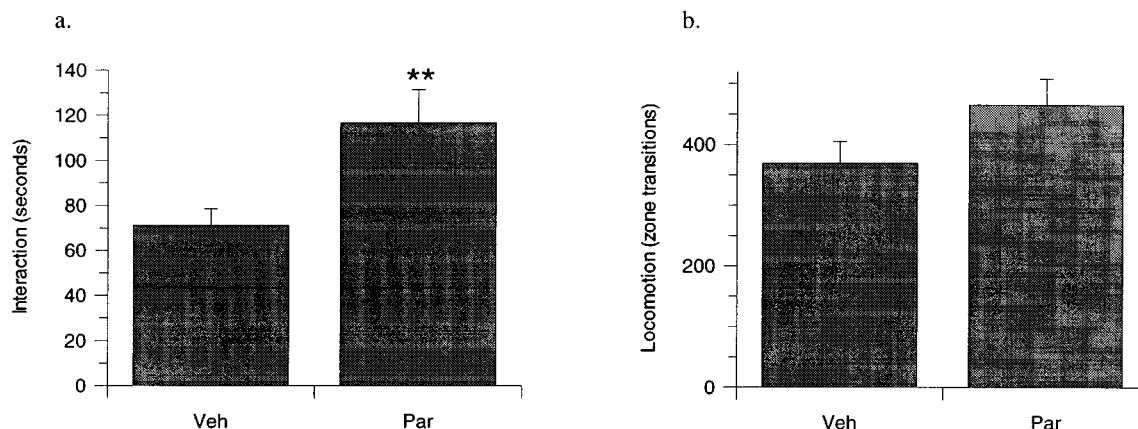 a.
Interaction (seconds)
140
120
100
80
60
40
20
0
**
Veh
Par
b.
Locomotion (zone transitions)
400
200
0
Veh
Par